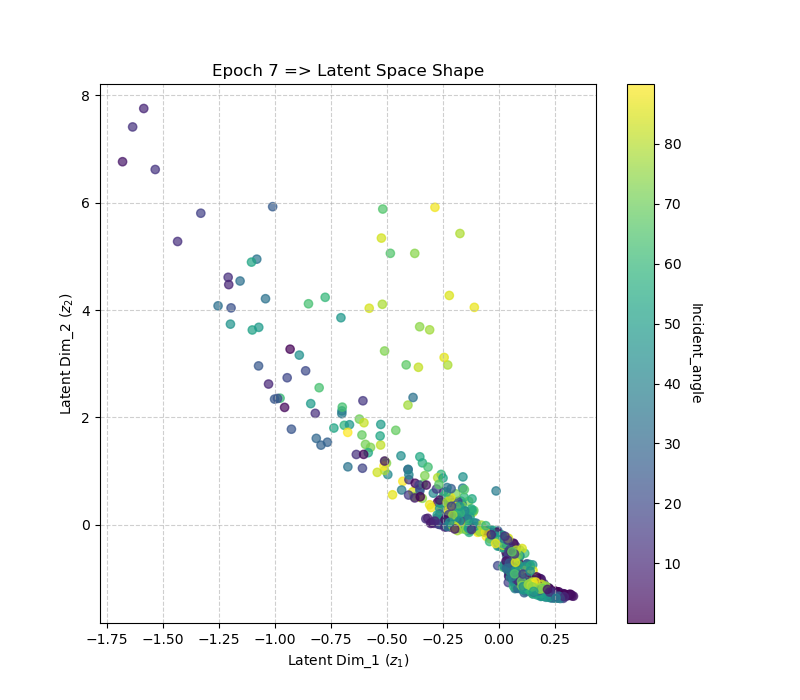 Epoch 7 => Latent Space Shape
8
6
4
2
0
Latent Dim_2 (z₂)
−1.75 −1.50 −1.25 −1.00 −0.75 −0.50 −0.25 0.00 0.25
Latent Dim_1 (z₁)
80
70
60
50
40
30
20
10
Incident_angle